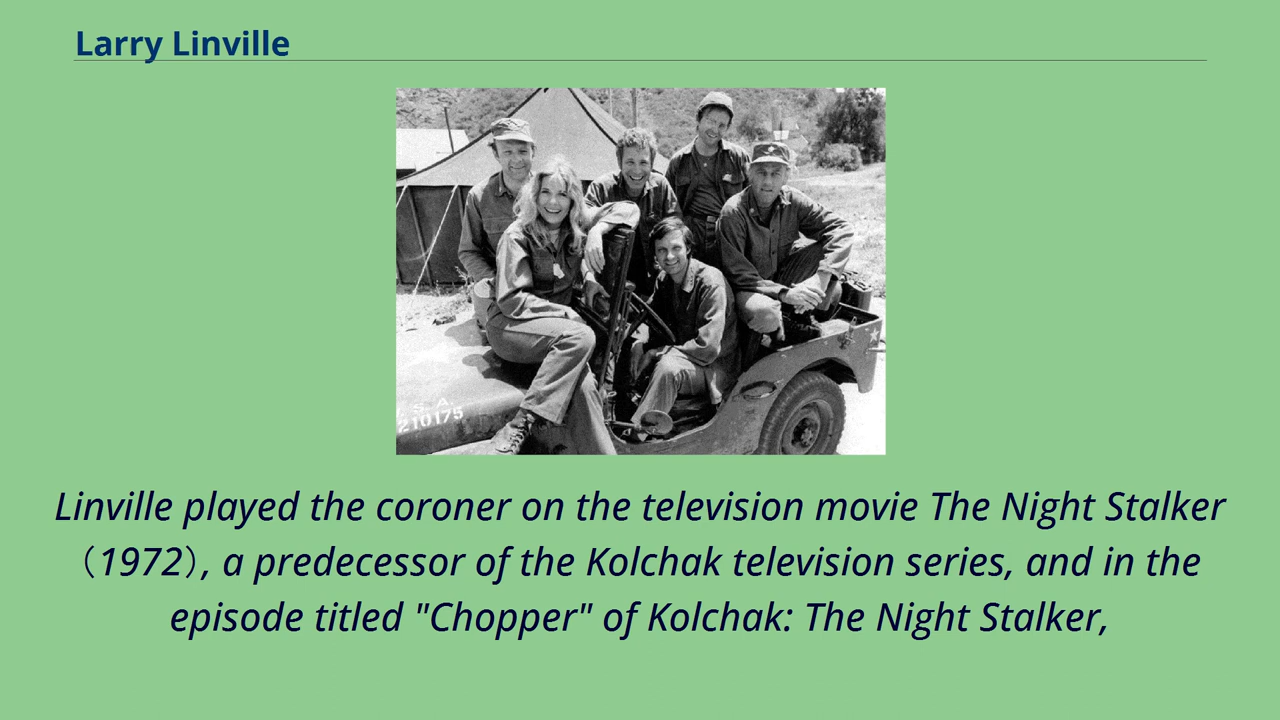 Larry Linville
S A
210175
Linville played the coroner on the television movie The Night Stalker
（1972）, a predecessor of the Kolchak television series, and in the
episode titled "Chopper" of Kolchak: The Night Stalker,